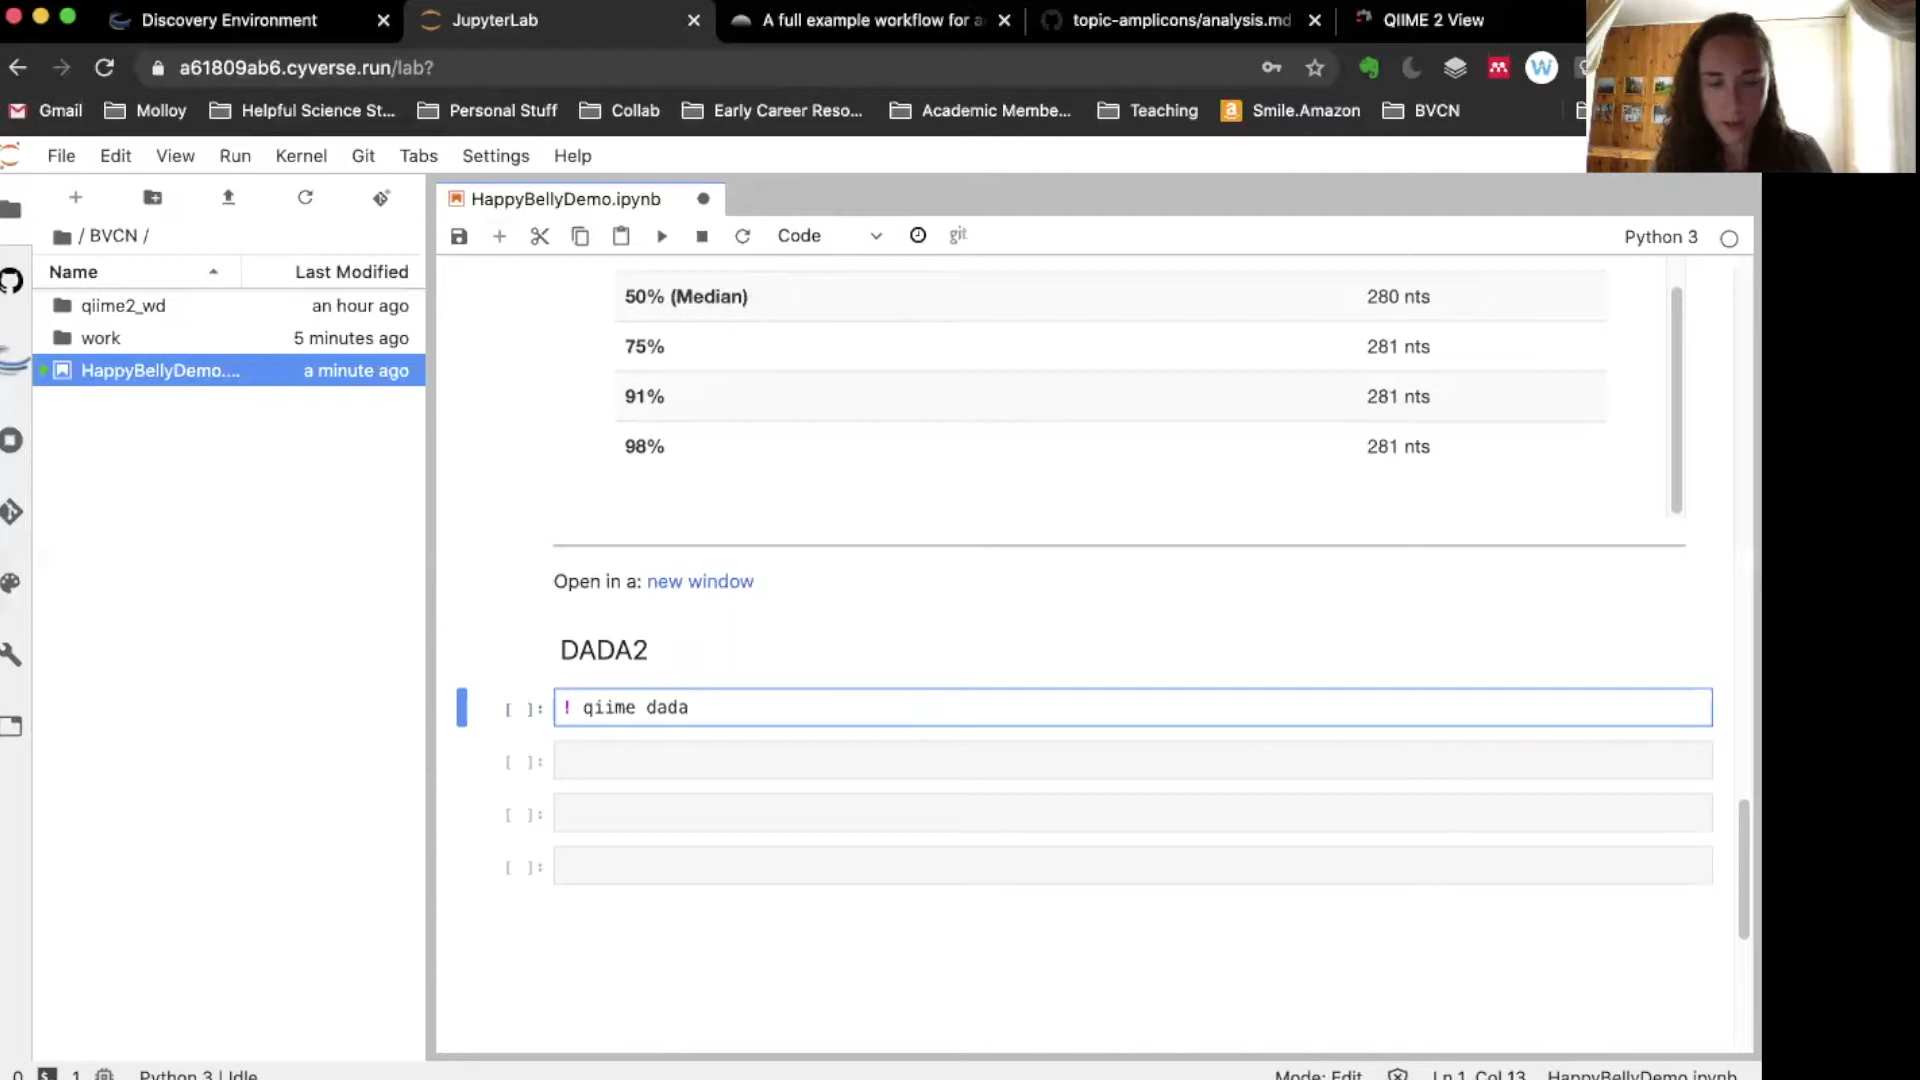 Discovery Environment
JupyterLab
A full example workflow for a
topic-amplicons/analysis.md
QIIME 2 View
a61809ab6.cyverse.run/lab?
Gmail
Molloy
Helpful Science St...
Personal Stuff
Collab
Early Career Reso...
Academic Membe...
Teaching
Smile.Amazon
BVCN
File Edit View Run Kernel Git Tabs Settings Help
HappyBellyDemo.ipynb
/ BVCN /
Code
git
Python 3
Name Last Modified
qiime2_wd an hour ago
work 5 minutes ago
HappyBellyDemo.... a minute ago
50% (Median) 280 nts
75% 281 nts
91% 281 nts
98% 281 nts
Open in a: new window
DADA2
[ ]: ! qiime dada
[ ]:
[ ]:
[ ]:
0 $_ 1 Python 3 | Idle
Mode: Edit Ln 1, Col 13 HappyBellyDemo.ipynb